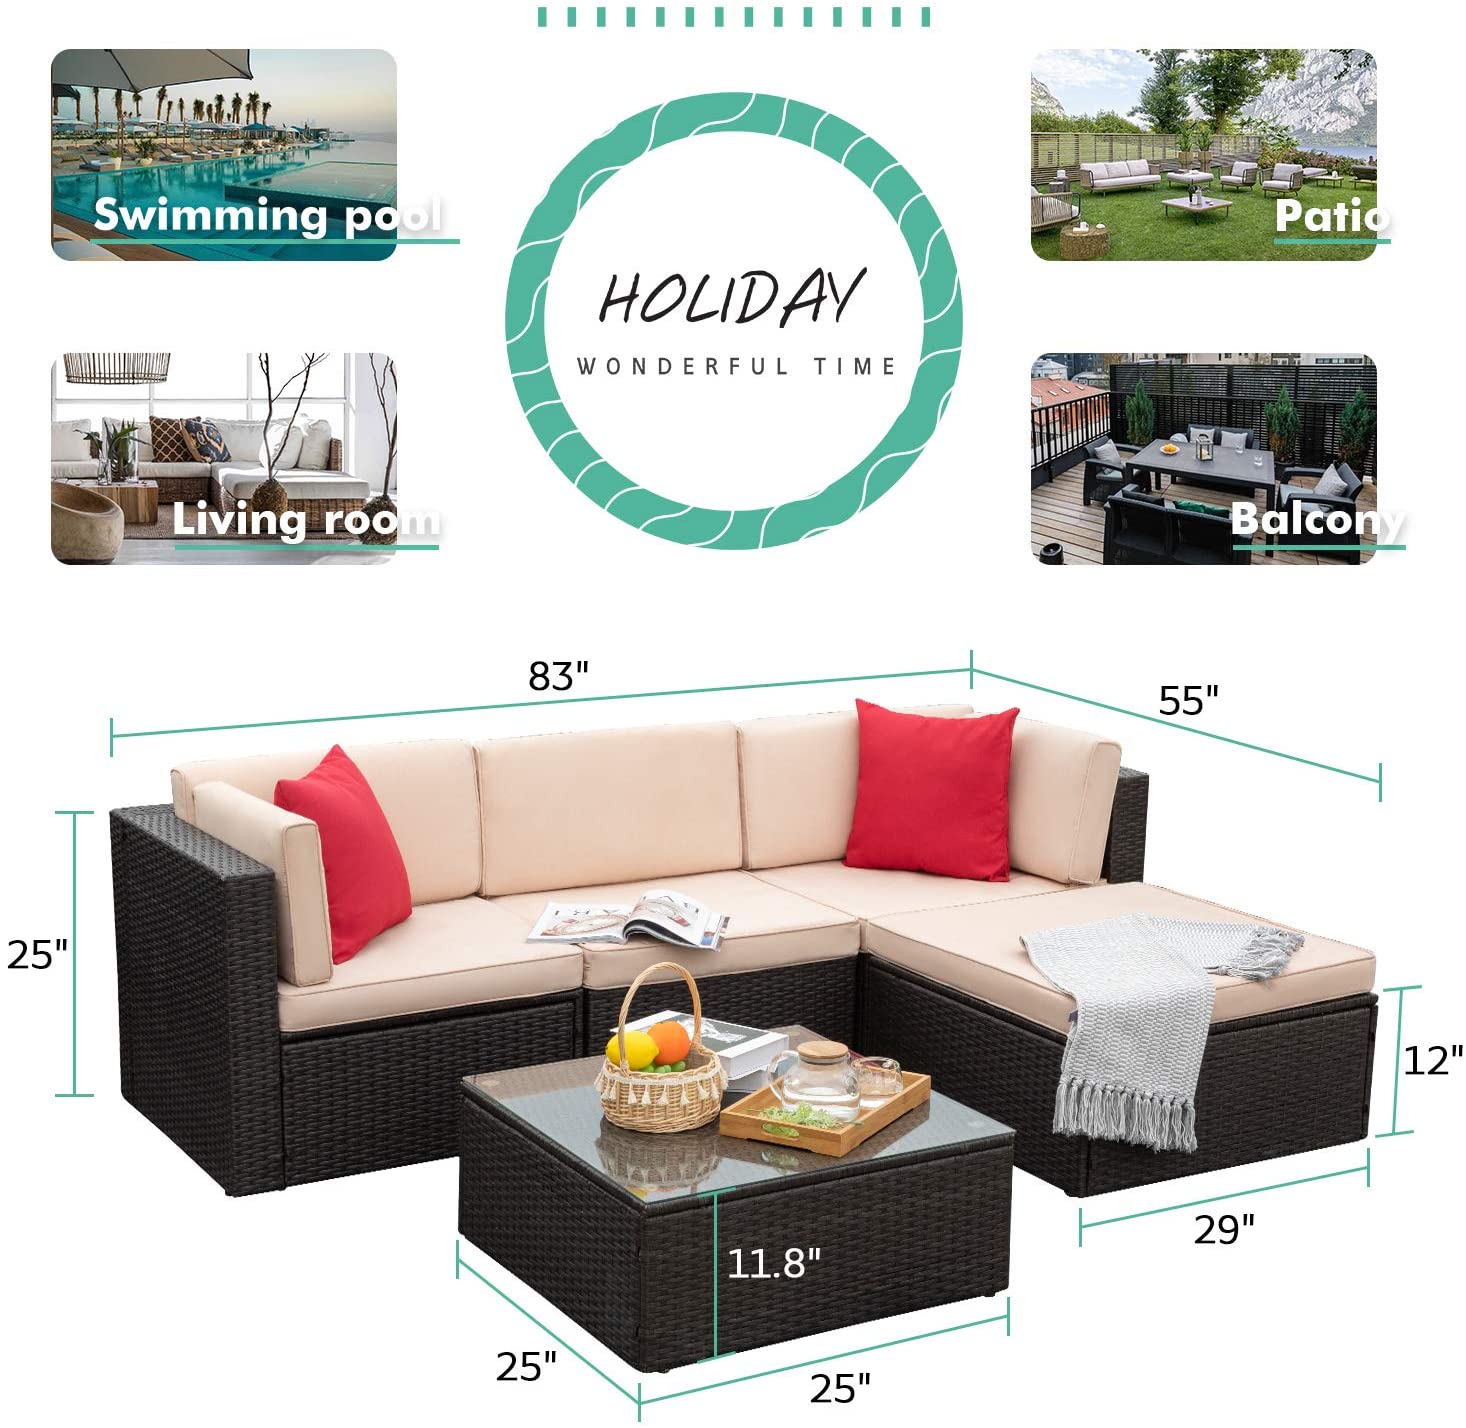 Swimming pool
Patio
HOLIDAY
WONDERFUL TIME
Living room
Balcony
83"
55"
25"
12"
29"
11.8"
25"
25"